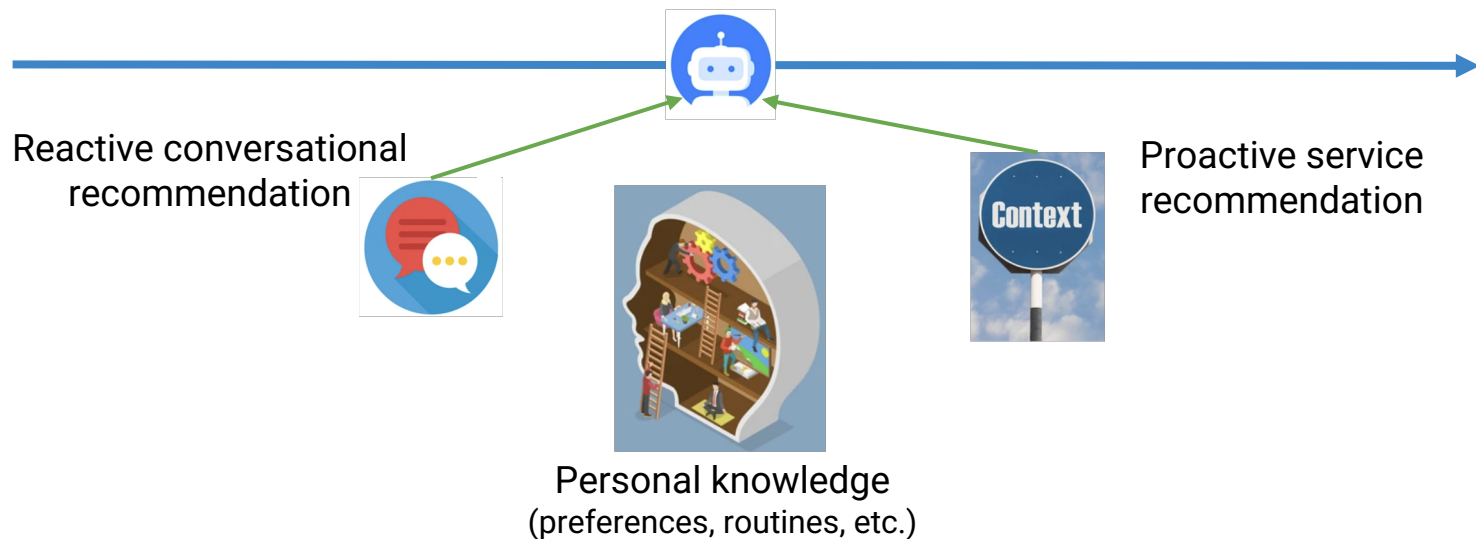 Reactive conversational
recommendation
Context
Proactive service
recommendation
Personal knowledge
(preferences, routines, etc.)